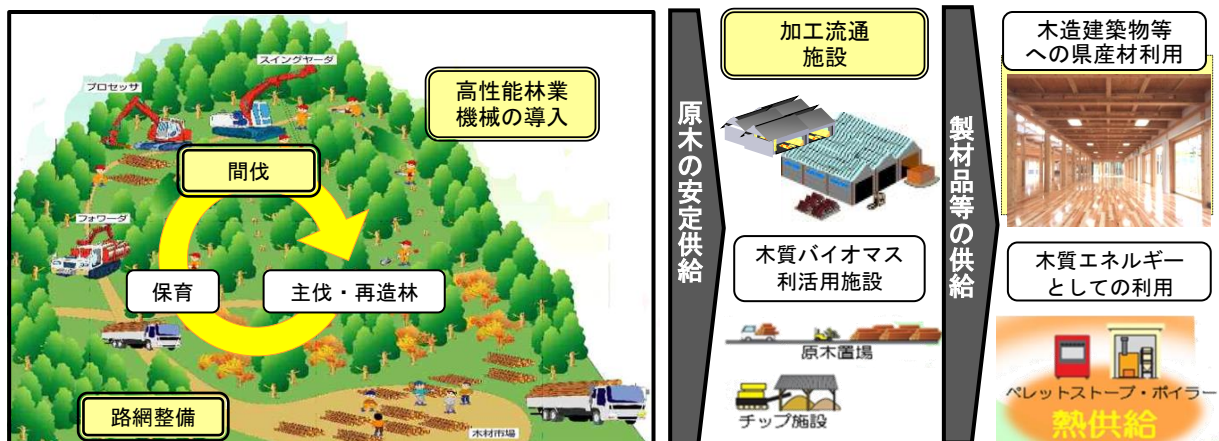 スイングヤーダ
プロセッサ
高性能林業
機械の導入
間伐
フォワーダ
保育
主伐・再造林
路網整備
木材市場
原木の安定供給
加工流通
施設
木質バイオマス
利活用施設
原木置場
チップ施設
製材品等の供給
木造建築物等
への県産材利用
木質エネルギー
としての利用
ペレットストーブ・ボイラー
熱供給